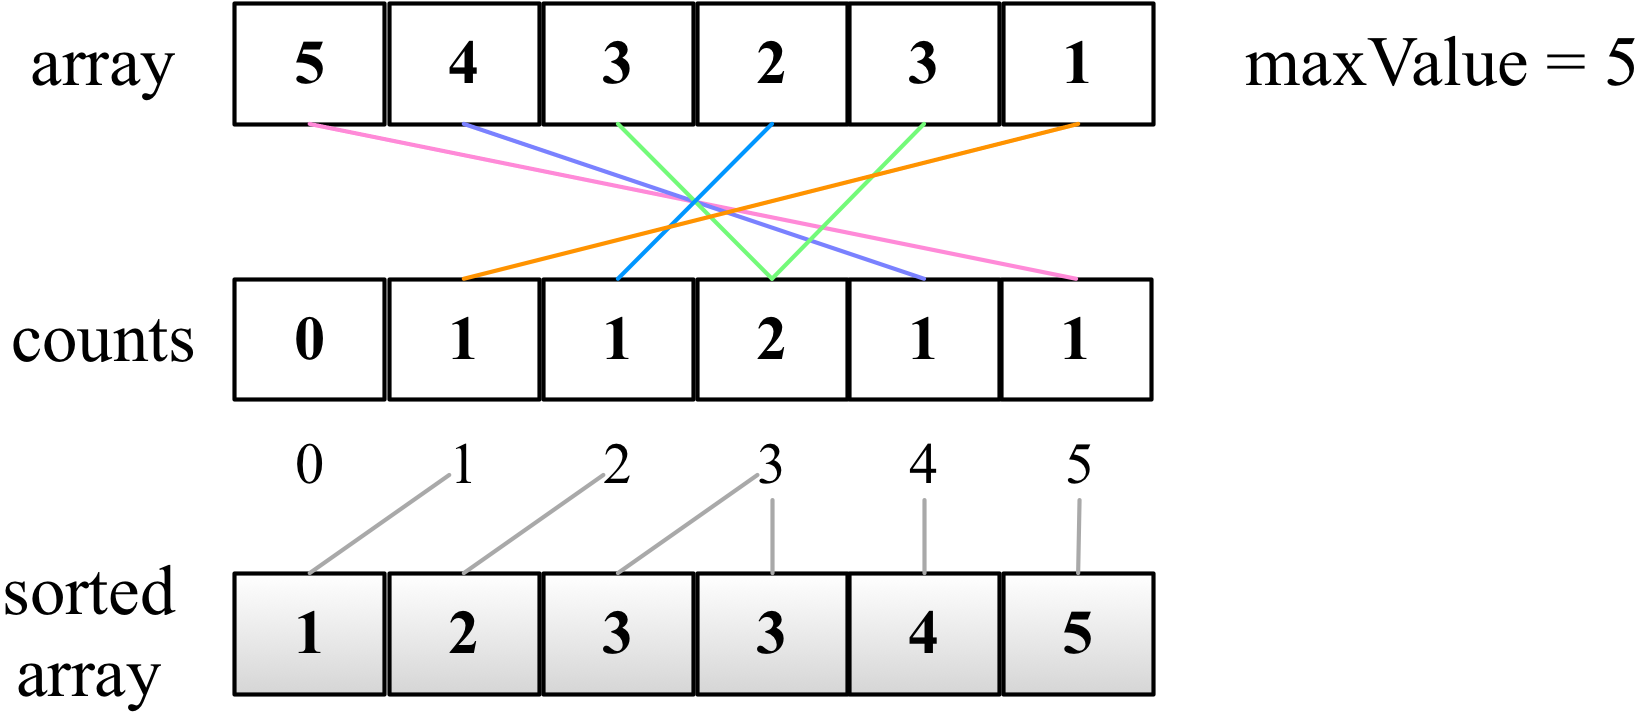 array 5 4 3 2 3 1 maxValue = 5
counts 0 1 1 2 1 1
0 1 2 3 4 5
sorted
array
1 2 3 3 4 5